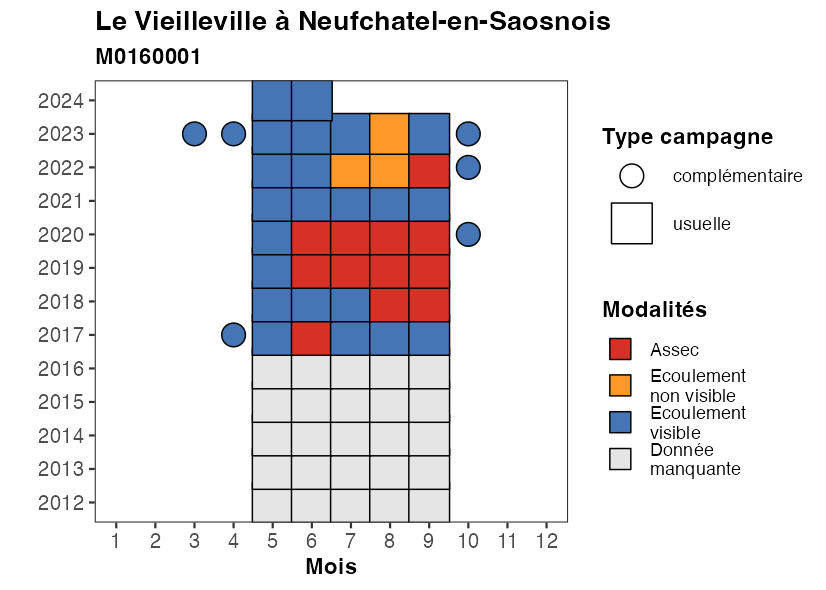 Le Vieilleville à Neufchatel-en-Saosnois
M0160001
2024
2023
2022
2021
2020
2019
2018
2017
2016
2015
2014
2013
2012
1 2 3 4 5 6 7 8 9 10 11 12
Mois
Type campagne
complémentaire
usuelle
Modalités
Assec
Ecoulement
non visible
Ecoulement
visible
Donnée
manquante